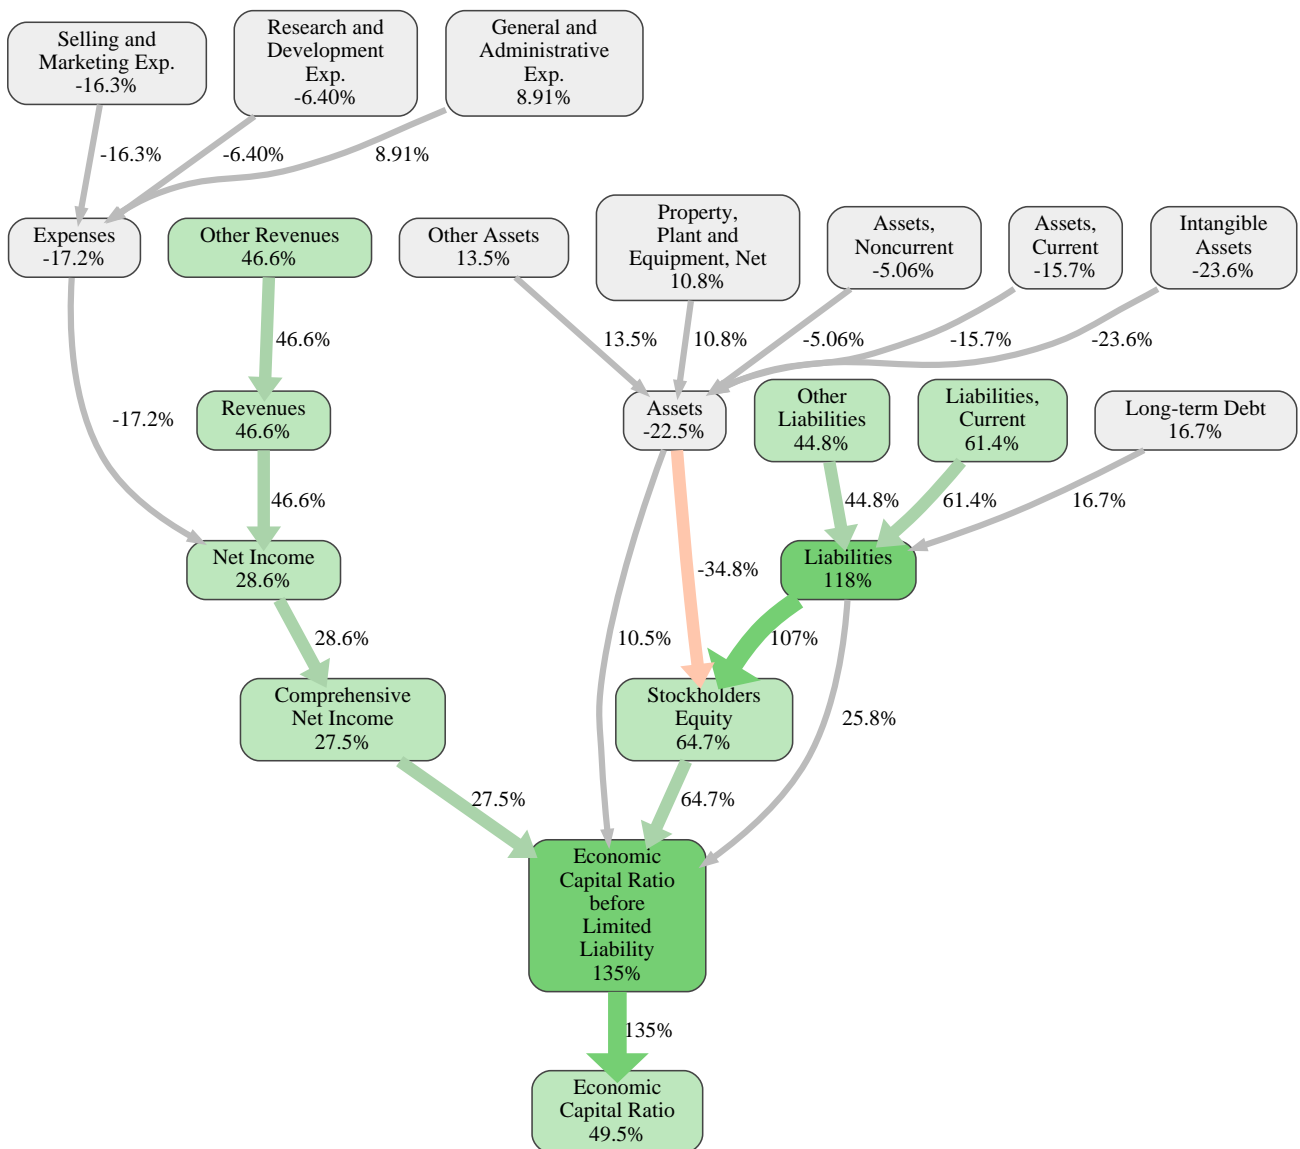 Selling and
Marketing Exp.
-16.3%
Research and
Development
Exp.
-6.40%
General and
Administrative
Exp.
8.91%
-16.3%
-6.40%
8.91%
Expenses
-17.2%
Other Revenues
46.6%
Other Assets
13.5%
Property,
Plant and
Equipment, Net
10.8%
Assets,
Noncurrent
-5.06%
Assets,
Current
-15.7%
Intangible
Assets
-23.6%
46.6%
13.5%
10.8%
-5.06%
-15.7%
-23.6%
-17.2%
Revenues
46.6%
Assets
-22.5%
Other
Liabilities
44.8%
Liabilities,
Current
61.4%
Long-term Debt
16.7%
46.6%
44.8%
61.4%
16.7%
Net Income
28.6%
-34.8%
Liabilities
118%
28.6%
10.5%
107%
25.8%
Comprehensive
Net Income
27.5%
Stockholders
Equity
64.7%
27.5%
64.7%
Economic
Capital Ratio
before
Limited
Liability
135%
135%
Economic
Capital Ratio
49.5%